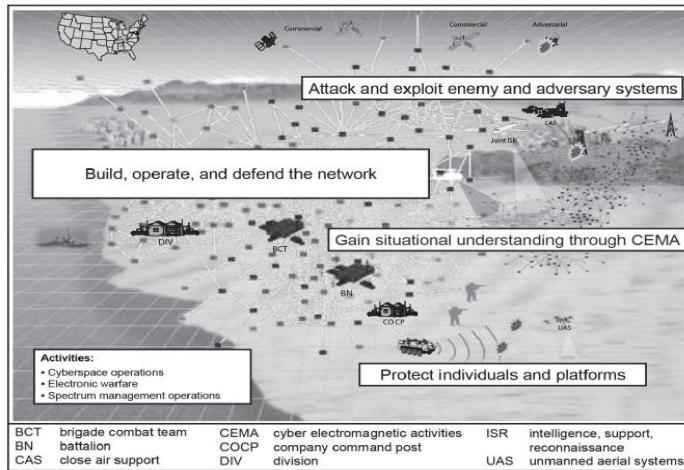 Commercial
Commercial
Adversarial
Attack and exploit enemy and adversary systems
CAS
Joint ISR
Build, operate, and defend the network
Gain situational understanding through CEMA
DIV
BCT
BN
CO CP
UAS
Protect individuals and platforms
Activities:
• Cyberspace operations
• Electronic warfare
• Spectrum management operations
BCT brigade combat team
BN battalion
CAS close air support
CEMA cyber electromagnetic activities
COCP company command post
DIV division
ISR intelligence, support,
reconnaissance
UAS unmanned aerial systems